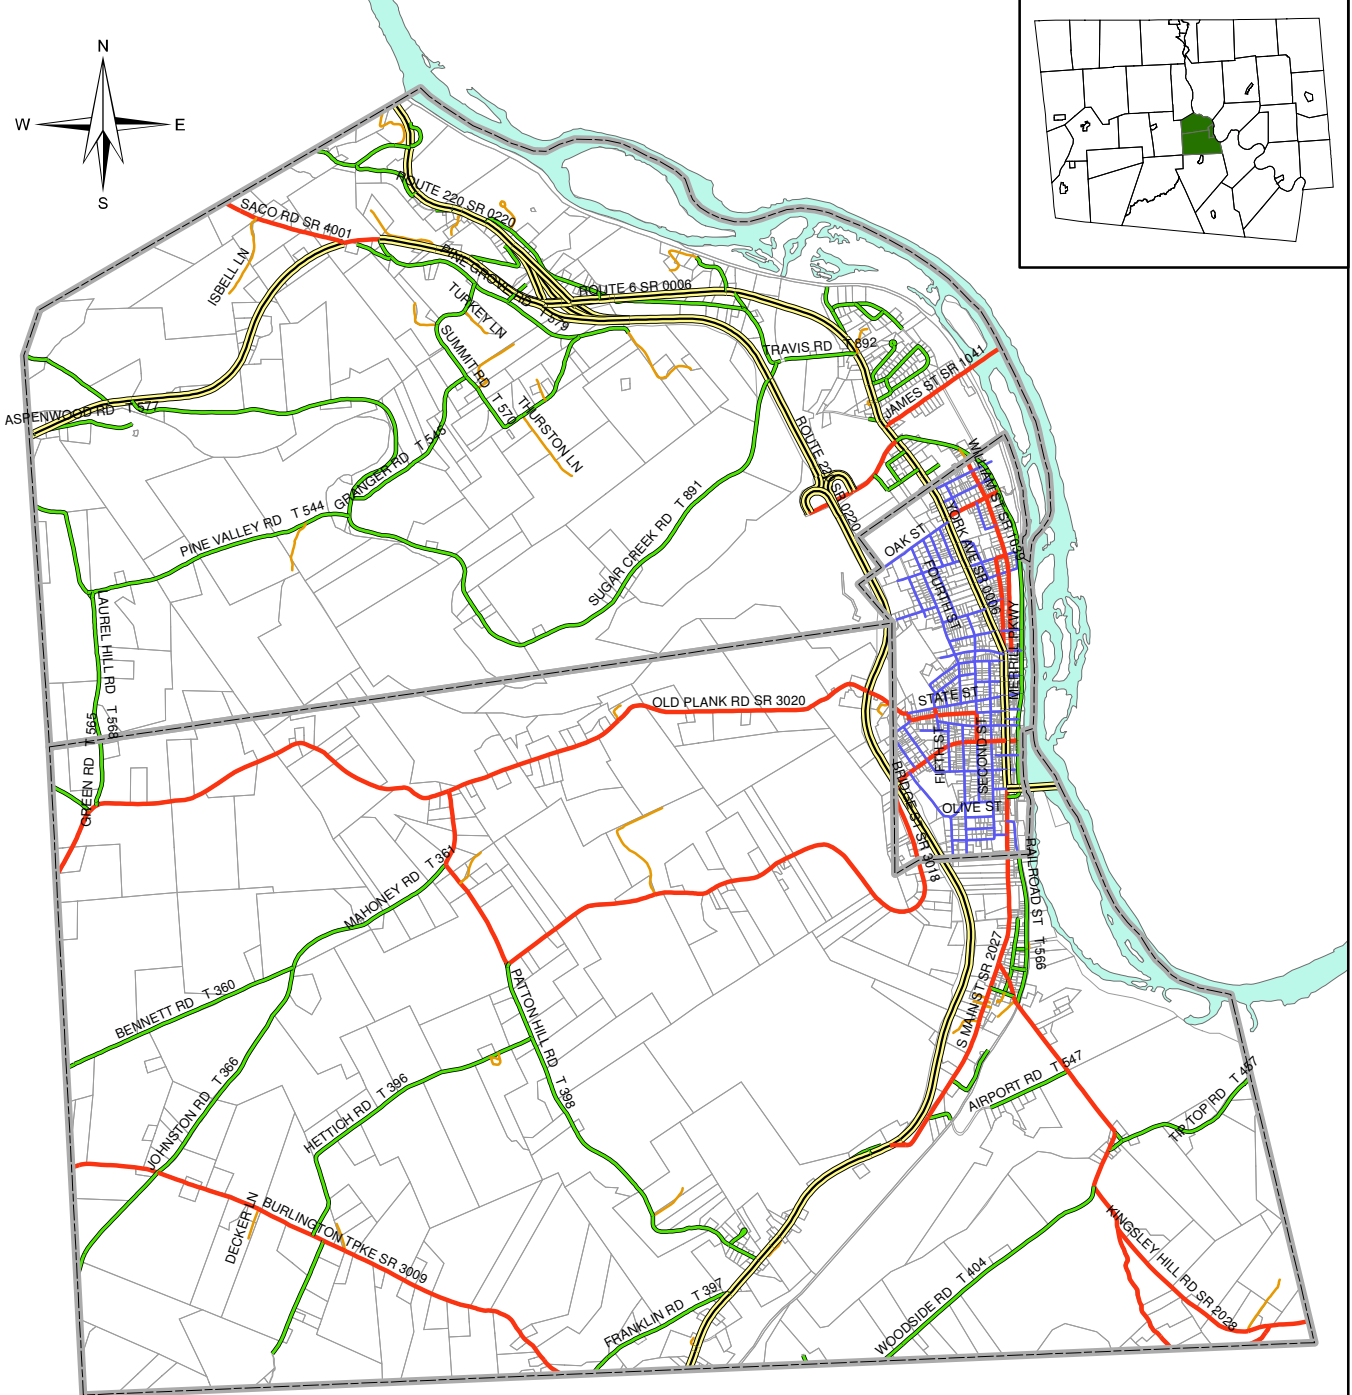 N
W E
S
SACO RD SR 4001
ROUTE 220 SR 0220
ISBELL LN
PINE GROVE RD T 579
ROUTE 6 SR 0006
TURKEY LN
SUMMIT RD T 570
TRAVIS RD T 892
JAMES ST SR 1041
ASPENWOOD RD T 577
THURSTON LN
GRANGER RD T 545
ROUTE 220 SR 0220
WILLIAM ST SR 1037
PINE VALLEY RD T 544
SUGAR CREEK RD T 891
OAK ST
YORK AVE SR 0006
FOURTH ST
LAUREL HILL RD T 568
MERRILL PKWY
OLD PLANK RD SR 3020
STATE ST
GREEN RD T 565
FIFTH ST
SECOND ST
BRIDGE ST SR 3018
OLIVE ST
MAHONEY RD T 361
RAILROAD ST T 566
BENNETT RD T 360
PATTON HILL RD T 398
S MAIN ST SR 2027
JOHNSTON RD T 366
HETTICH RD T 396
AIRPORT RD T 547
TIP TOP RD T 457
DECKER LN
BURLINGTON TPKE SR 3009
KINGSLEY HILL RD SR 2028
FRANKLIN RD T 397
WOODSIDE RD T 404